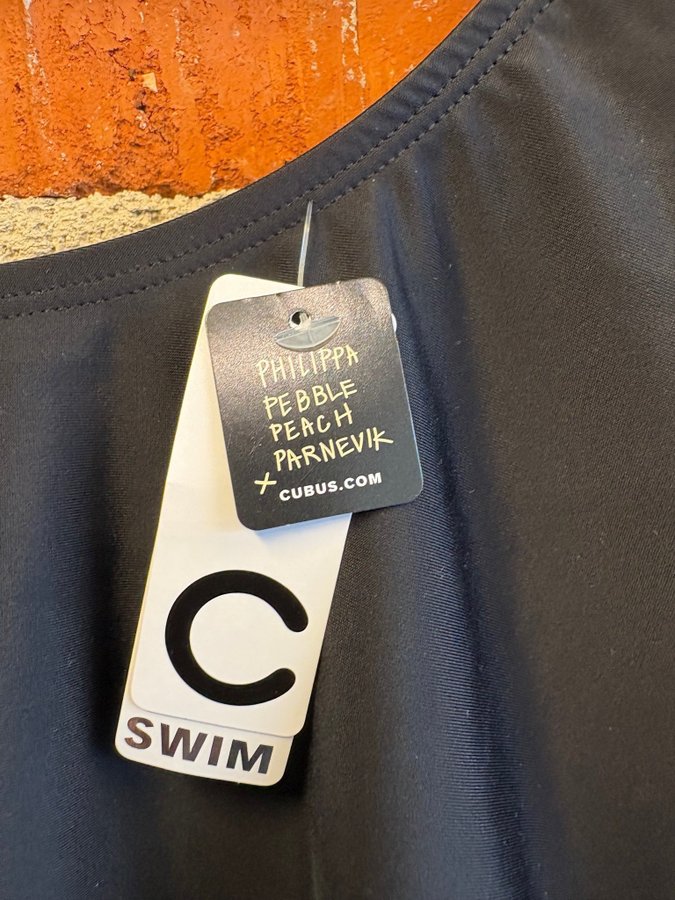 PHILIPPA
PEBBLE
PEACH
PARNEVIK
+ CUBUS.COM
C
SWIM